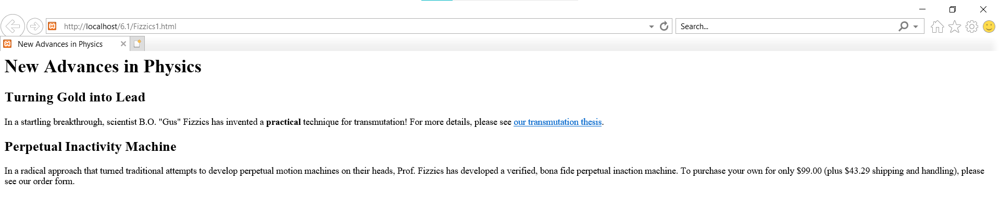 http://localhost/6.1/Fizzics1.html
Search...
New Advances in Physics
New Advances in Physics
Turning Gold into Lead
In a startling breakthrough, scientist B.O. "Gus" Fizzics has invented a practical technique for transmutation! For more details, please see our transmutation thesis.
Perpetual Inactivity Machine
In a radical approach that turned traditional attempts to develop perpetual motion machines on their heads, Prof. Fizzics has developed a verified, bona fide perpetual inaction machine. To purchase your own for only $99.00 (plus $43.29 shipping and handling), please
see our order form.